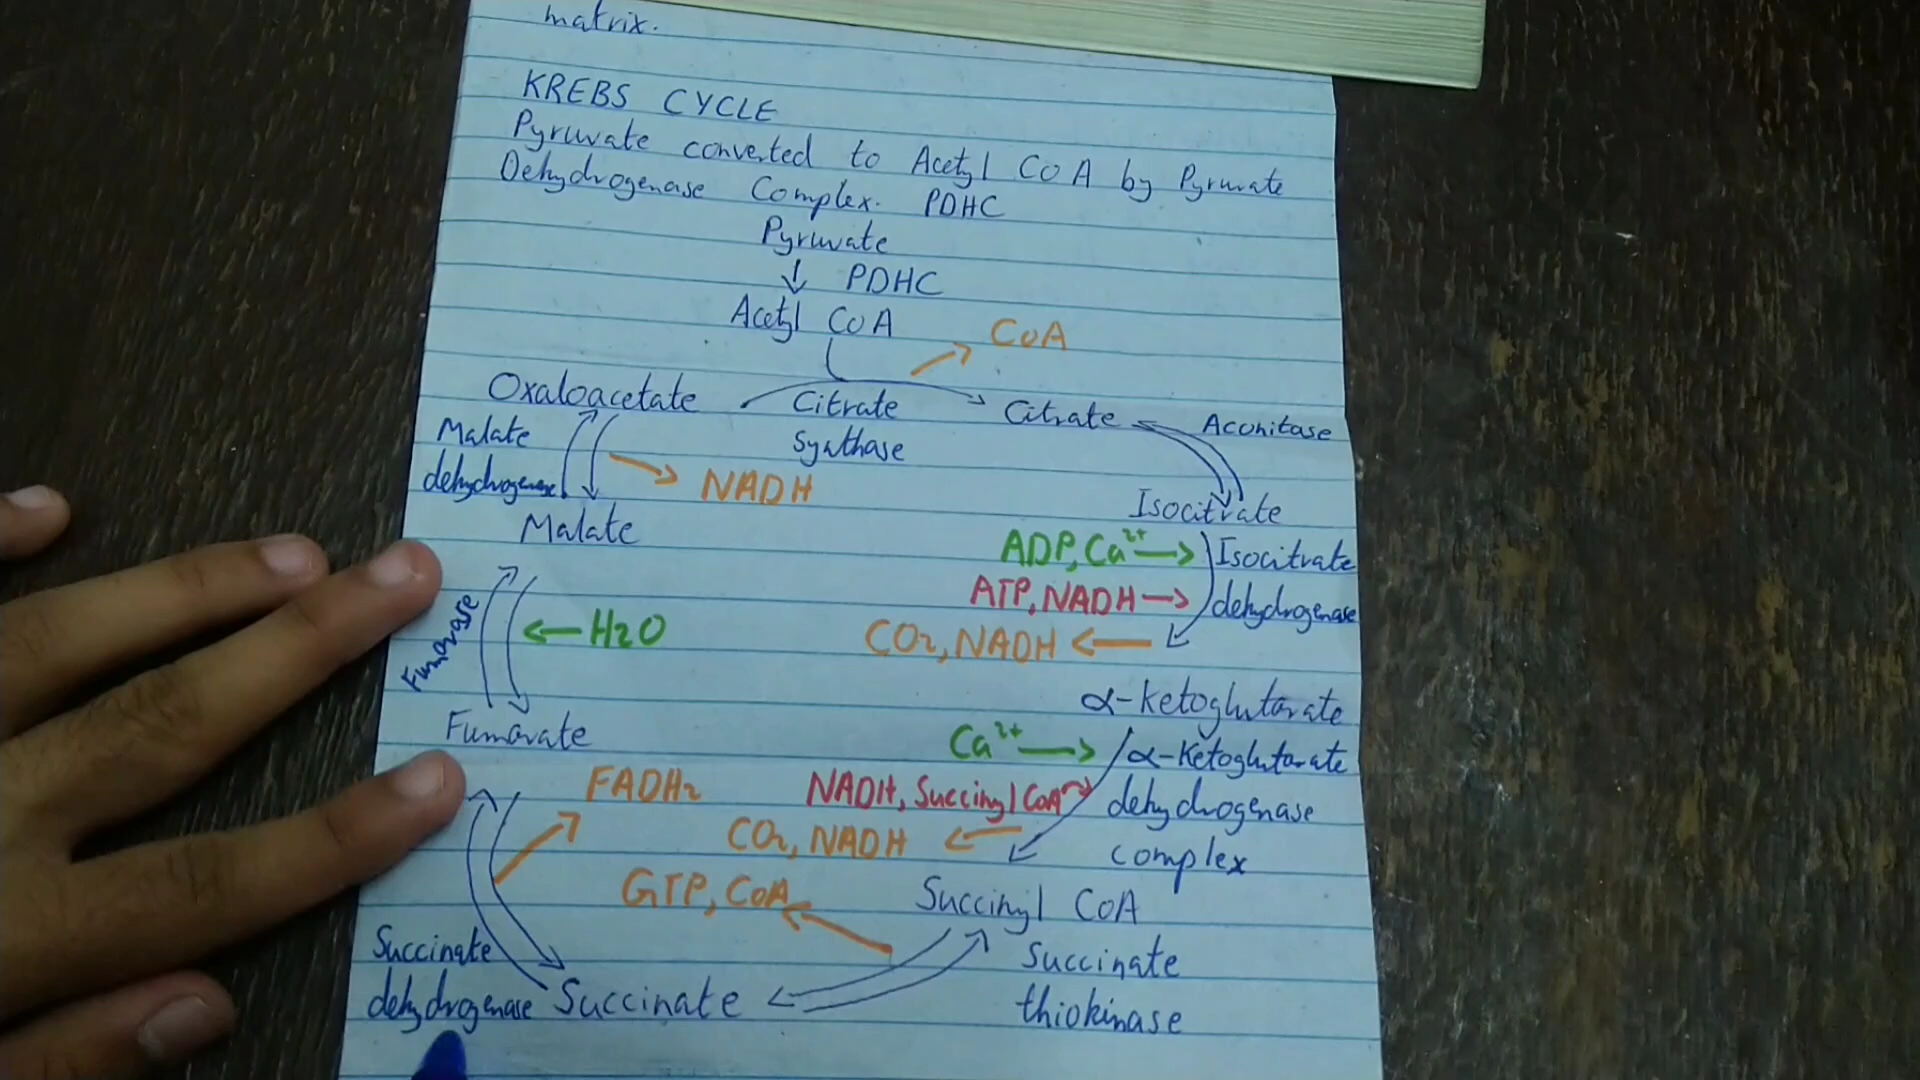 matrix.
KREBS CYCLE
Pyruvate converted to Acetyl CoA by Pyruvate
Dehydrogenase Complex. PDHC
Pyruvate
↓ PDHC
Acetyl CoA
CoA
Oxaloacetate
Citrate
synthase
Citrate
Aconitase
Malate
dehydrogenase
NADH
Isocitrate
Malate
ADP, Ca²⁺
Isocitrate
dehydrogenase
ATP, NADH
CO₂, NADH
Fumarase
H₂O
α-ketoglutarate
Fumarate
Ca²⁺
α-Ketoglutarate
dehydrogenase
complex
FADH₂
NADH, Succinyl CoA
CO₂, NADH
GTP, CoA
Succinyl CoA
Succinate
dehydrogenase
Succinate
Succinate
thiokinase